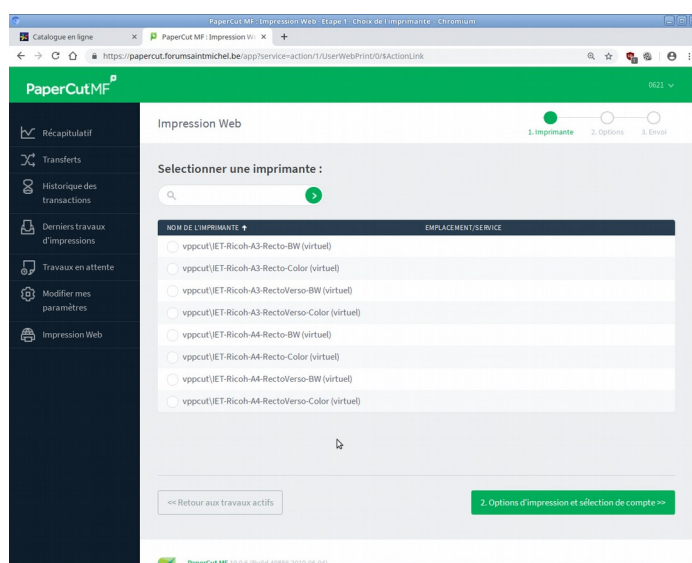 PaperCut MF : Impression Web - Etape 1 - Choix de l'imprimante - Chromium
Catalogue en ligne
PaperCut MF : Impression We
https://papercut.forumsaintmichel.be/app?service=action/1/UserWebPrint/0/$ActionLink
PaperCutMF
0621
Récapitulatif
Transferts
Historique des
transactions
Derniers travaux
d'impressions
Travaux en attente
Modifier mes
paramètres
Impression Web
Impression Web
1. Imprimante
2. Options
3. Envoi
Selectionner une imprimante :
NOM DE L'IMPRIMANTE
EMPLACEMENT/SERVICE
vppcut\IET-Ricoh-A3-Recto-BW (virtuel)
vppcut\IET-Ricoh-A3-Recto-Color (virtuel)
vppcut\IET-Ricoh-A3-RectoVerso-BW (virtuel)
vppcut\IET-Ricoh-A3-RectoVerso-Color (virtuel)
vppcut\IET-Ricoh-A4-Recto-BW (virtuel)
vppcut\IET-Ricoh-A4-Recto-Color (virtuel)
vppcut\IET-Ricoh-A4-RectoVerso-BW (virtuel)
vppcut\IET-Ricoh-A4-RectoVerso-Color (virtuel)
<< Retour aux travaux actifs
2. Options d'impression et sélection de compte >>
PaperCut MF